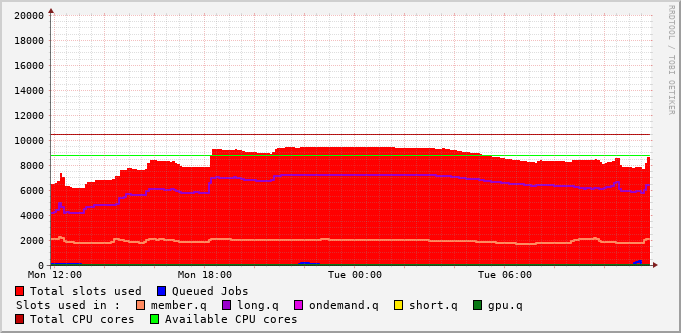 20000
18000
16000
14000
12000
10000
8000
6000
4000
2000
0
Mon 12:00 Mon 18:00 Tue 00:00 Tue 06:00
Total slots used Queued Jobs
Slots used in : member.q long.q ondemand.q short.q gpu.q
Total CPU cores Available CPU cores
RRDTOOL / TOBI OETIKER